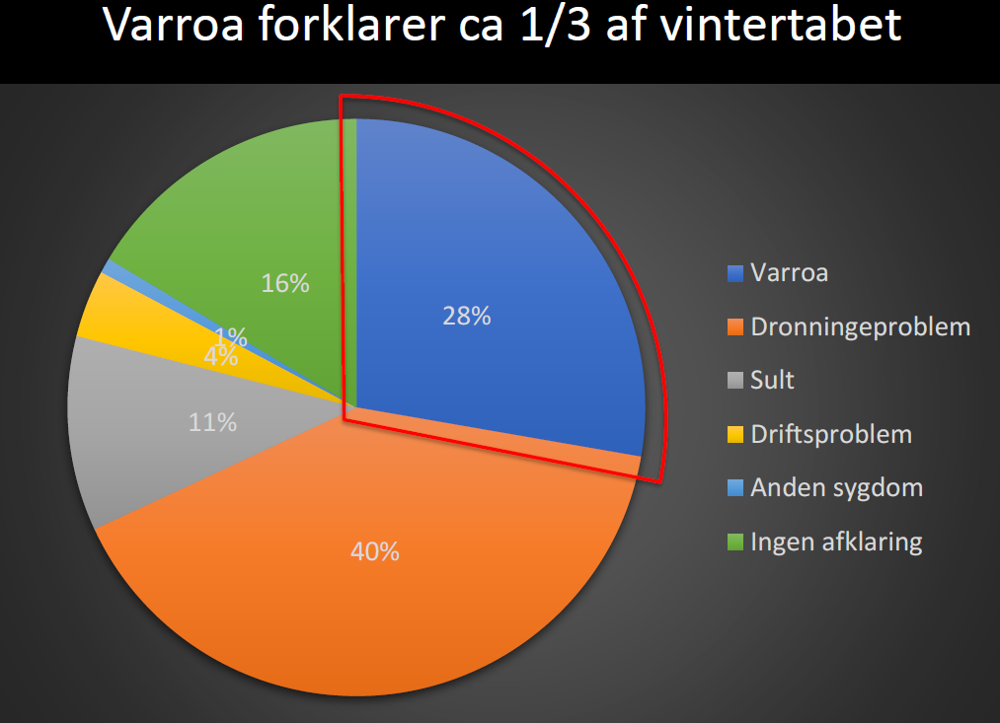 Varroa forklarer ca 1/3 af vintertabet
16%
28%
1%
4%
11%
40%
Varroa
Dronningeproblem
Sult
Driftsproblem
Anden sygdom
Ingen afklaring